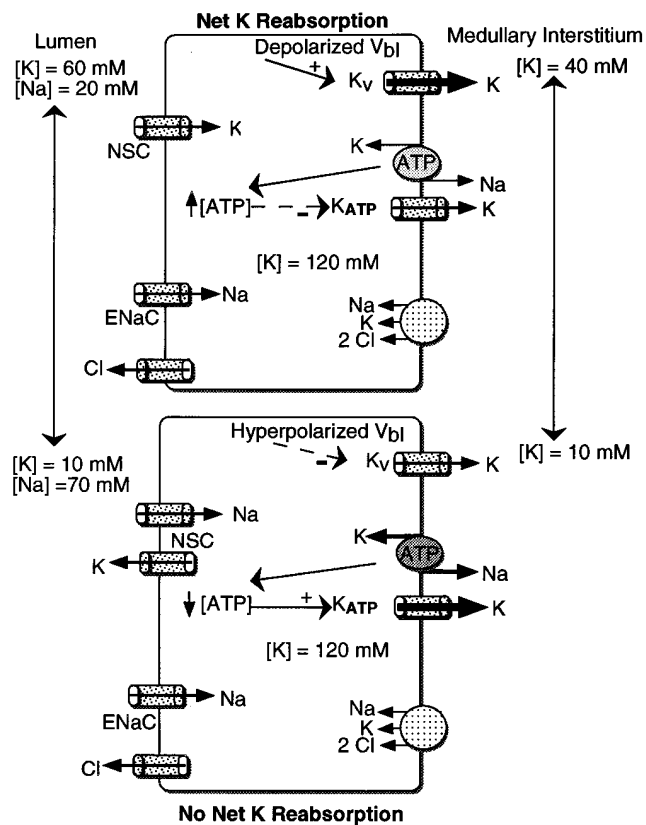 Net K Reabsorption
Lumen
[K] = 60 mM
[Na] = 20 mM
Depolarized Vbl
+
Kv
K
Medullary Interstitium
[K] = 40 mM
NSC
K
K
ATP
Na
[ATP]
-
KATP
K
[K] = 120 mM
ENaC
Na
Na
K
2 Cl
Cl
[K] = 10 mM
[Na] =70 mM
Hyperpolarized Vbl
-
Kv
K
[K] = 10 mM
Na
NSC
K
K
ATP
Na
[ATP]
+
KATP
K
[K] = 120 mM
ENaC
Na
Na
K
2 Cl
Cl
No Net K Reabsorption